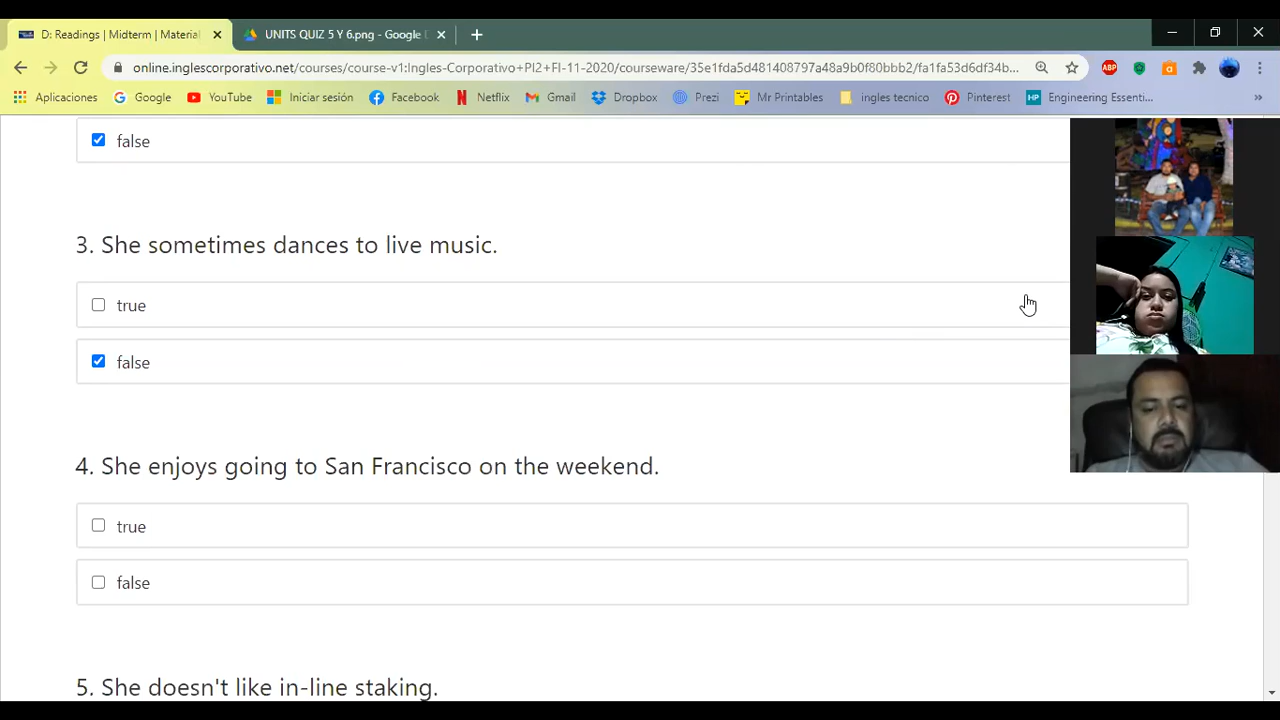 D: Readings | Midterm | Material
UNITS QUIZ 5 Y 6.png - Google D
online.inglescorporativo.net/courses/course-v1:Ingles-Corporativo+PI2+FI-11-2020/courseware/35e1fda5d481408797a48a9b0f80bbb2/fa1fa53d6df34b...
ABP
Aplicaciones
Google
YouTube
Iniciar sesión
Facebook
Netflix
Gmail
Dropbox
Prezi
Mr Printables
ingles tecnico
Pinterest
HP
Engineering Essenti...
»
false
3. She sometimes dances to live music.
true
false
4. She enjoys going to San Francisco on the weekend.
true
false
5. She doesn't like in-line staking.